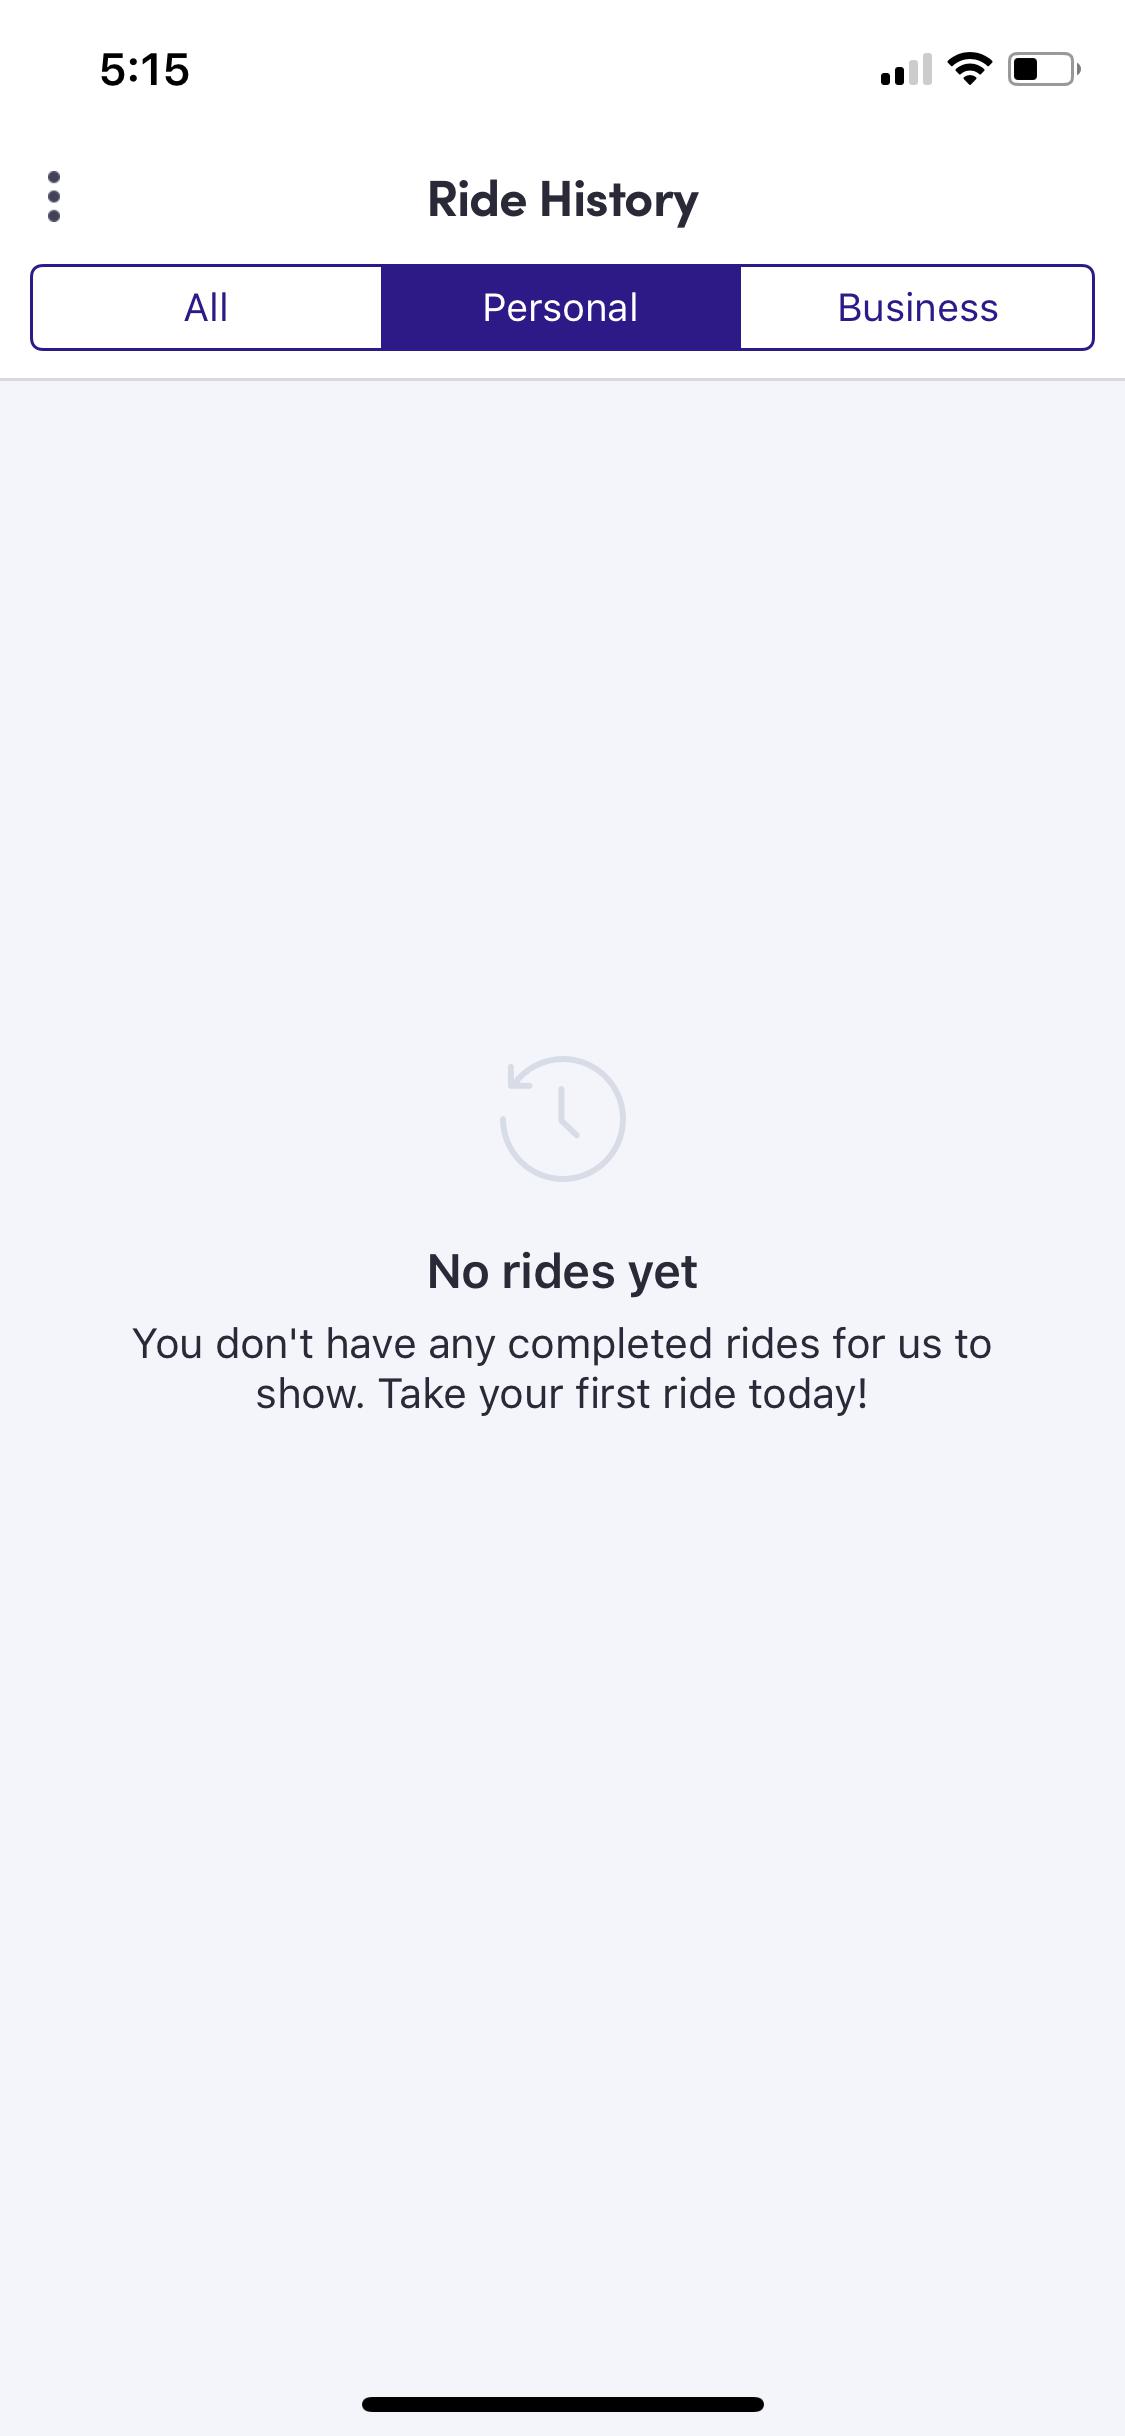 5:15
Ride History
All Personal Business
No rides yet
You don't have any completed rides for us to
show. Take your first ride today!